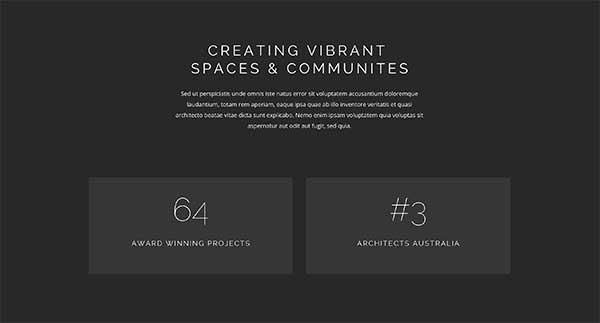 CREATING VIBRANT
SPACES & COMMUNITES
Sed ut perspiciatis unde omnis iste natus error sit voluptatem accusantium doloremque
laudantium, totam rem aperiam, eaque ipsa quae ab illo inventore veritatis et quasi
architecto beatae vitae dicta sunt explicabo. Nemo enim ipsam voluptatem quia voluptas sit
aspernatur aut odit aut fugit, sed quia.
64
AWARD WINNING PROJECTS
#3
ARCHITECTS AUSTRALIA